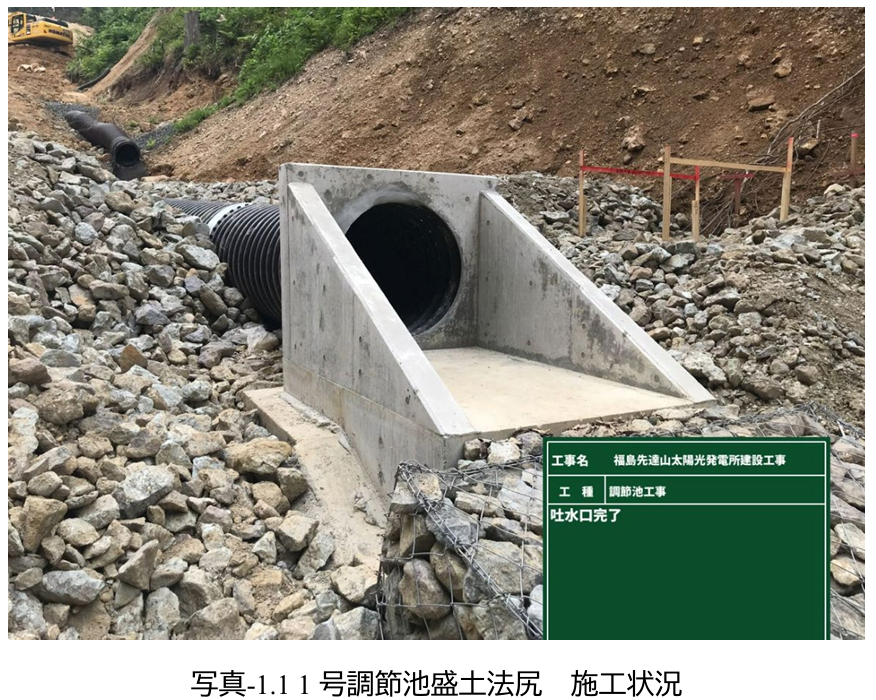 KOMATSU
工事名 福島先達山太陽光発電所建設工事
工 種 調節池工事
吐水口完了
写真-1.1 1 号調節池盛土法尻 施工状況